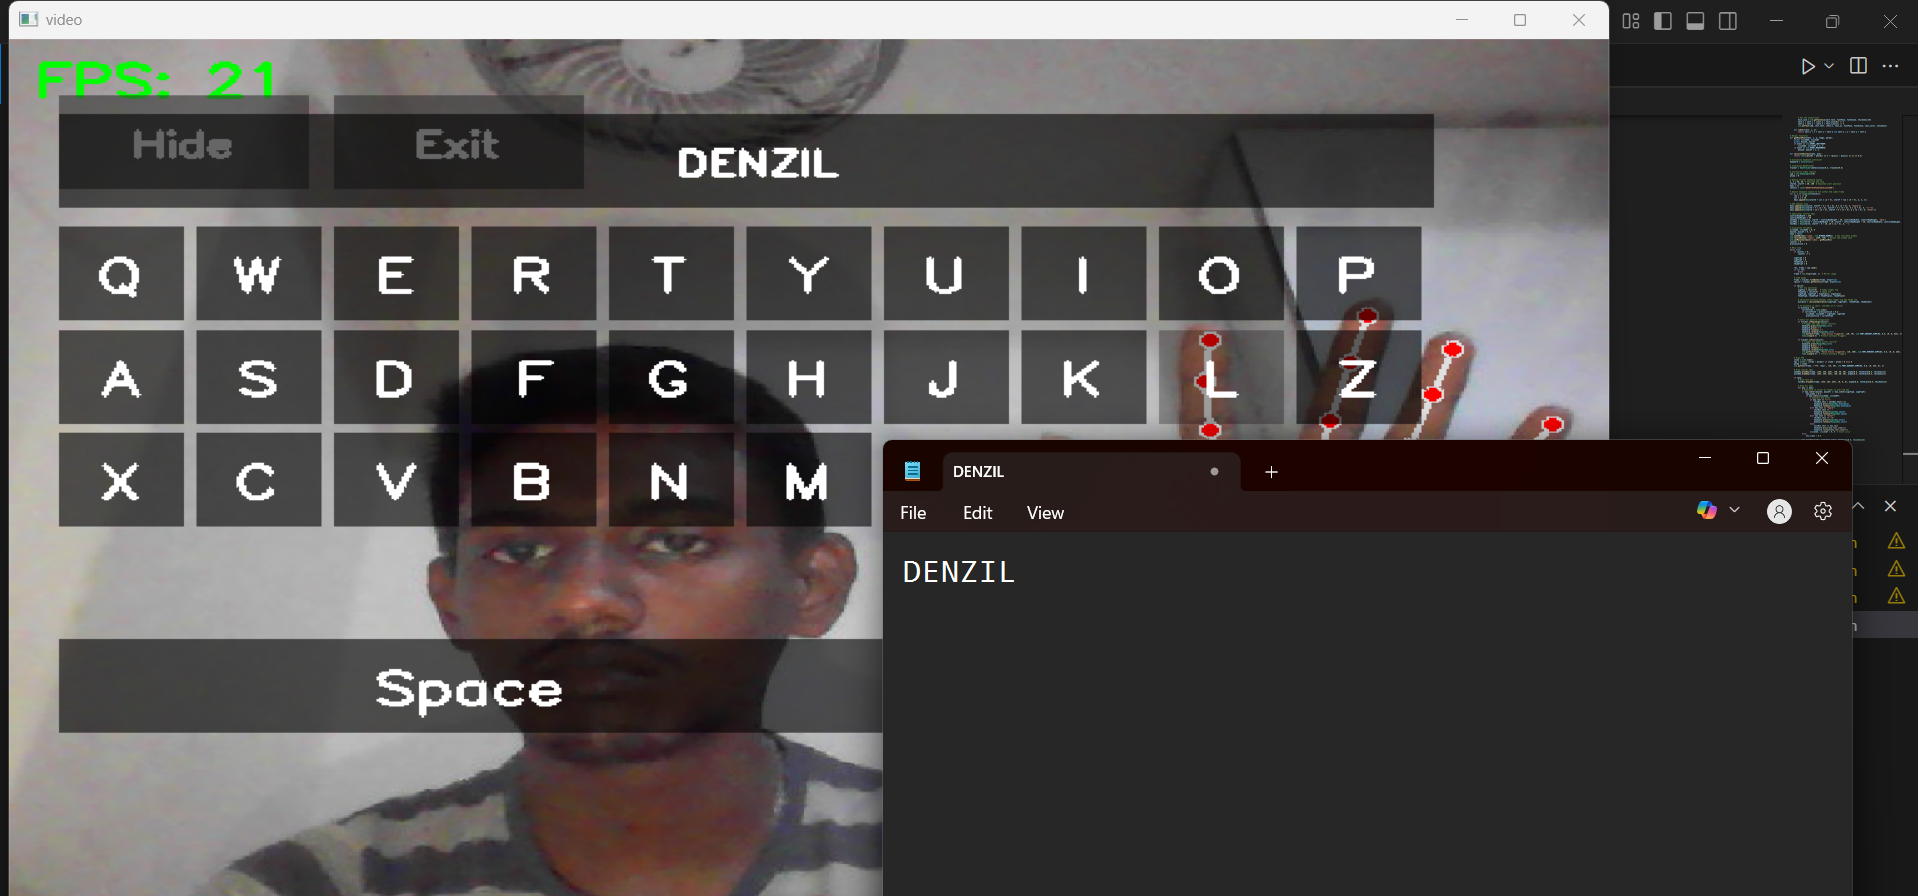 video
FPS: 21
Hide Exit
DENZIL
Q W E R T Y U I O P
A S D F G H J K L Z
X C V B N M
Space
DENZIL
File Edit View
DENZIL